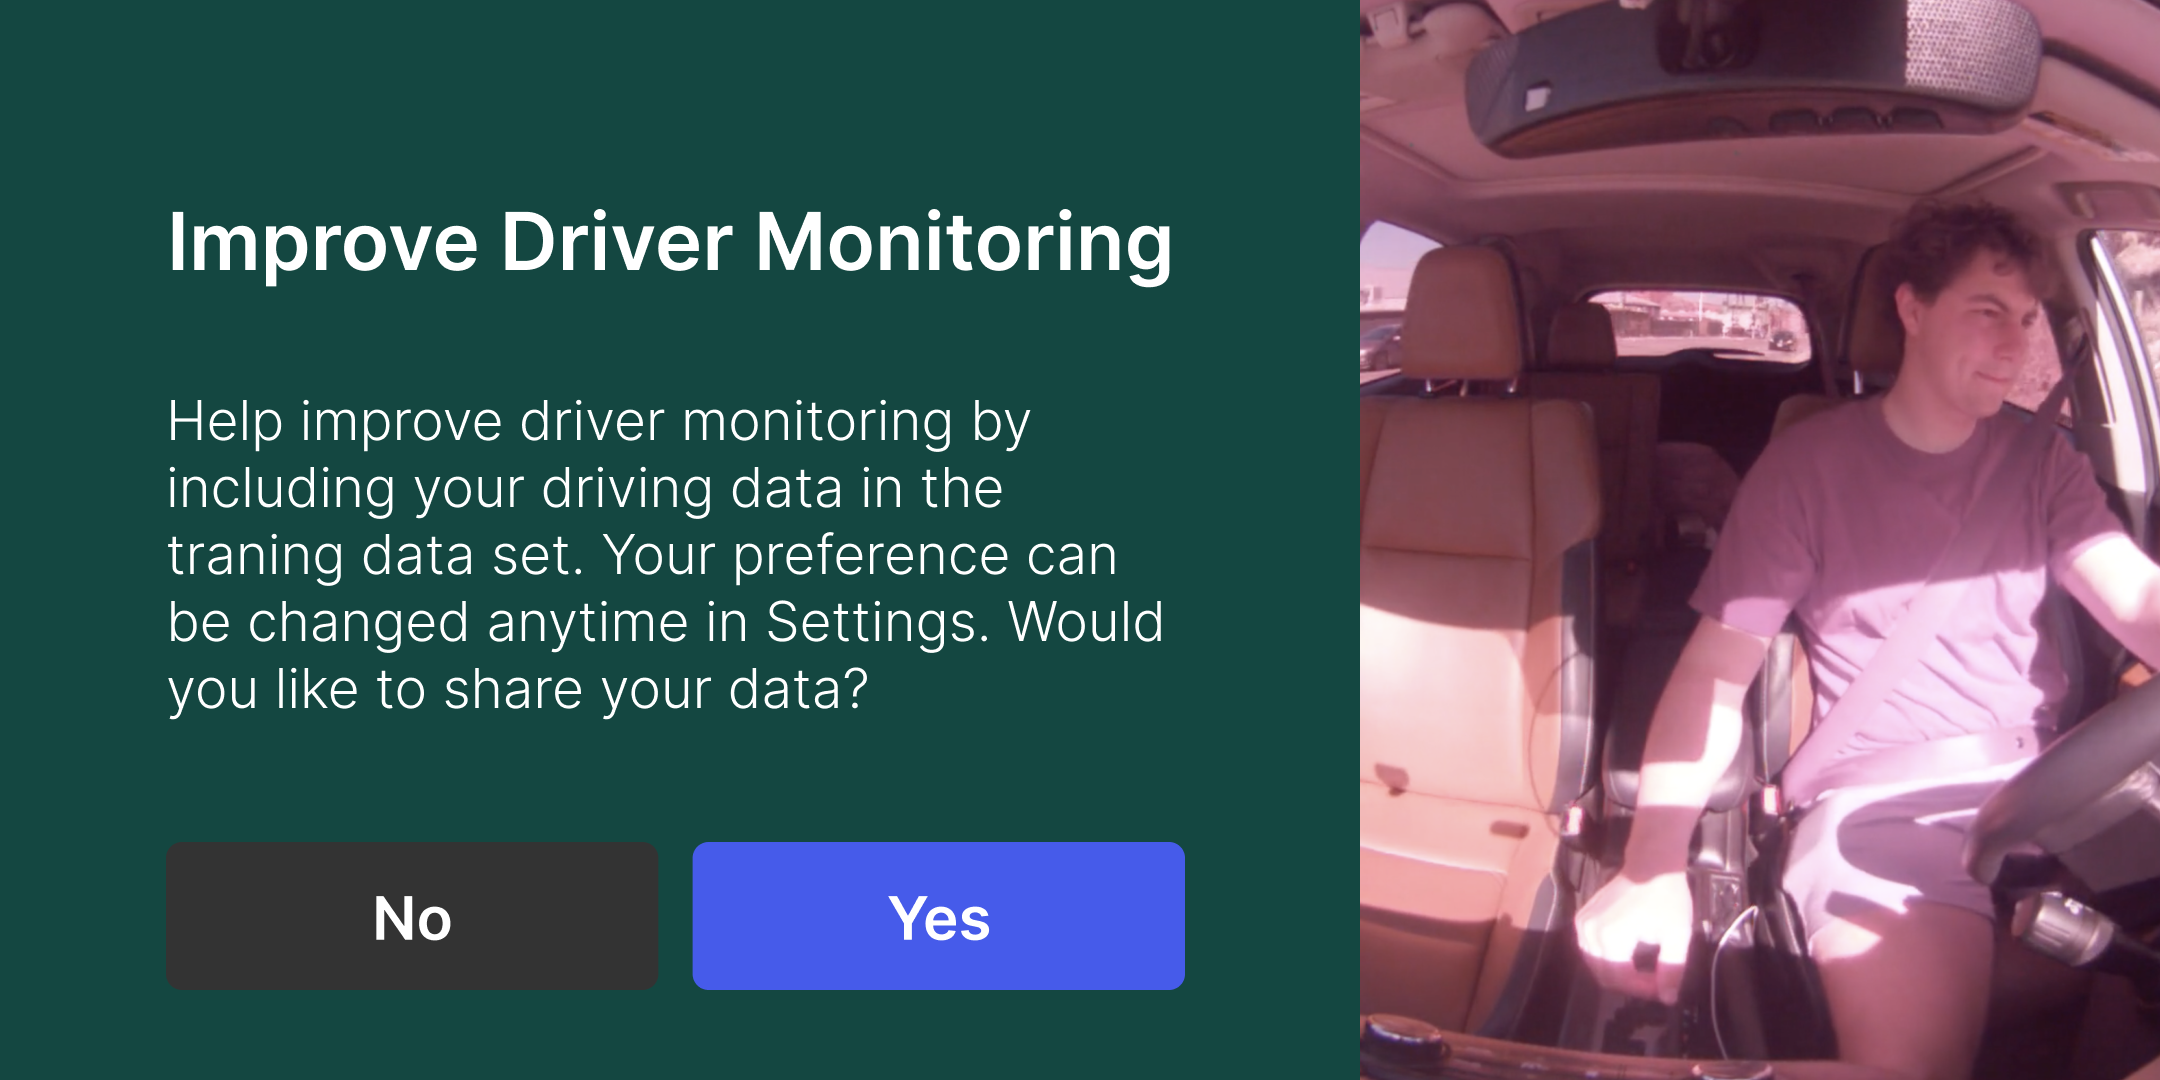 Improve Driver Monitoring
Help improve driver monitoring by
including your driving data in the
traning data set. Your preference can
be changed anytime in Settings. Would
you like to share your data?
No
Yes